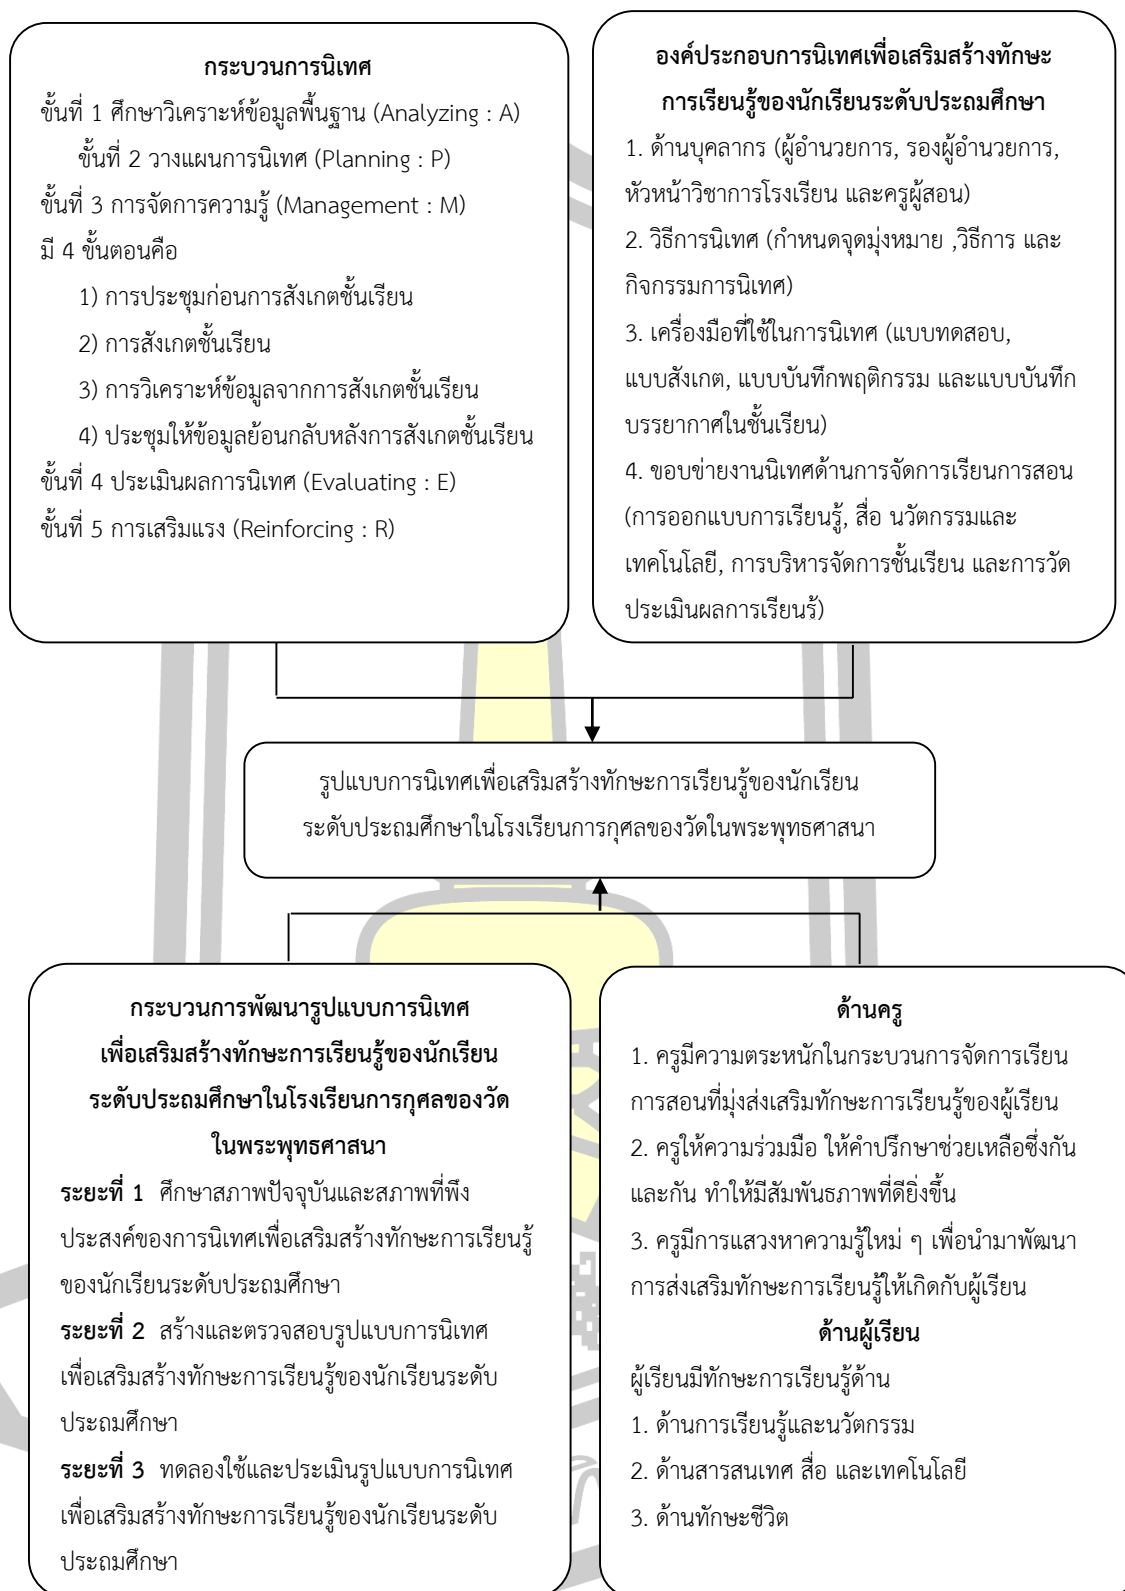 กระบวนการนิเทศ
ขั้นที่ 1 ศึกษาวิเคราะห์ข้อมูลพื้นฐาน (Analyzing : A)
ขั้นที่ 2 วางแผนการนิเทศ (Planning : P)
ขั้นที่ 3 การจัดการความรู้ (Management : M)
มี 4 ขั้นตอนคือ
1) การประชุมก่อนการสังเกตชั้นเรียน
2) การสังเกตชั้นเรียน
3) การวิเคราะห์ข้อมูลจากการสังเกตชั้นเรียน
4) ประชุมให้ข้อมูลย้อนกลับหลังการสังเกตชั้นเรียน
ขั้นที่ 4 ประเมินผลการนิเทศ (Evaluating : E)
ขั้นที่ 5 การเสริมแรง (Reinforcing : R)
องค์ประกอบการนิเทศเพื่อเสริมสร้างทักษะ
การเรียนรู้ของนักเรียนระดับประถมศึกษา
1. ด้านบุคลากร (ผู้อำนวยการ, รองผู้อำนวยการ,
หัวหน้าวิชาการโรงเรียน และครูผู้สอน)
2. วิธีการนิเทศ (กำหนดจุดมุ่งหมาย ,วิธีการ และ
กิจกรรมการนิเทศ)
3. เครื่องมือที่ใช้ในการนิเทศ (แบบทดสอบ,
แบบสังเกต, แบบบันทึกพฤติกรรม และแบบบันทึก
บรรยากาศในชั้นเรียน)
4. ขอบข่ายงานนิเทศด้านการจัดการเรียนการสอน
(การออกแบบการเรียนรู้, สื่อ นวัตกรรมและ
เทคโนโลยี, การบริหารจัดการชั้นเรียน และการวัด
ประเมินผลการเรียนรู้)
รูปแบบการนิเทศเพื่อเสริมสร้างทักษะการเรียนรู้ของนักเรียน
ระดับประถมศึกษาในโรงเรียนการกุศลของวัดในพระพุทธศาสนา
กระบวนการพัฒนารูปแบบการนิเทศ
เพื่อเสริมสร้างทักษะการเรียนรู้ของนักเรียน
ระดับประถมศึกษาในโรงเรียนการกุศลของวัด
ในพระพุทธศาสนา
ระยะที่ 1 ศึกษาสภาพปัจจุบันและสภาพที่พึง
ประสงค์ของการนิเทศเพื่อเสริมสร้างทักษะการเรียนรู้
ของนักเรียนระดับประถมศึกษา
ระยะที่ 2 สร้างและตรวจสอบรูปแบบการนิเทศ
เพื่อเสริมสร้างทักษะการเรียนรู้ของนักเรียนระดับ
ประถมศึกษา
ระยะที่ 3 ทดลองใช้และประเมินรูปแบบการนิเทศ
เพื่อเสริมสร้างทักษะการเรียนรู้ของนักเรียนระดับ
ประถมศึกษา
ด้านครู
1. ครูมีความตระหนักในกระบวนการจัดการเรียน
การสอนที่มุ่งส่งเสริมทักษะการเรียนรู้ของผู้เรียน
2. ครูให้ความร่วมมือ ให้คำปรึกษาช่วยเหลือซึ่งกัน
และกัน ทำให้มีสัมพันธภาพที่ดียิ่งขึ้น
3. ครูมีการแสวงหาความรู้ใหม่ ๆ เพื่อนำมาพัฒนา
การส่งเสริมทักษะการเรียนรู้ให้เกิดกับผู้เรียน
ด้านผู้เรียน
ผู้เรียนมีทักษะการเรียนรู้ด้าน
1. ด้านการเรียนรู้และนวัตกรรม
2. ด้านสารสนเทศ สื่อ และเทคโนโลยี
3. ด้านทักษะชีวิต